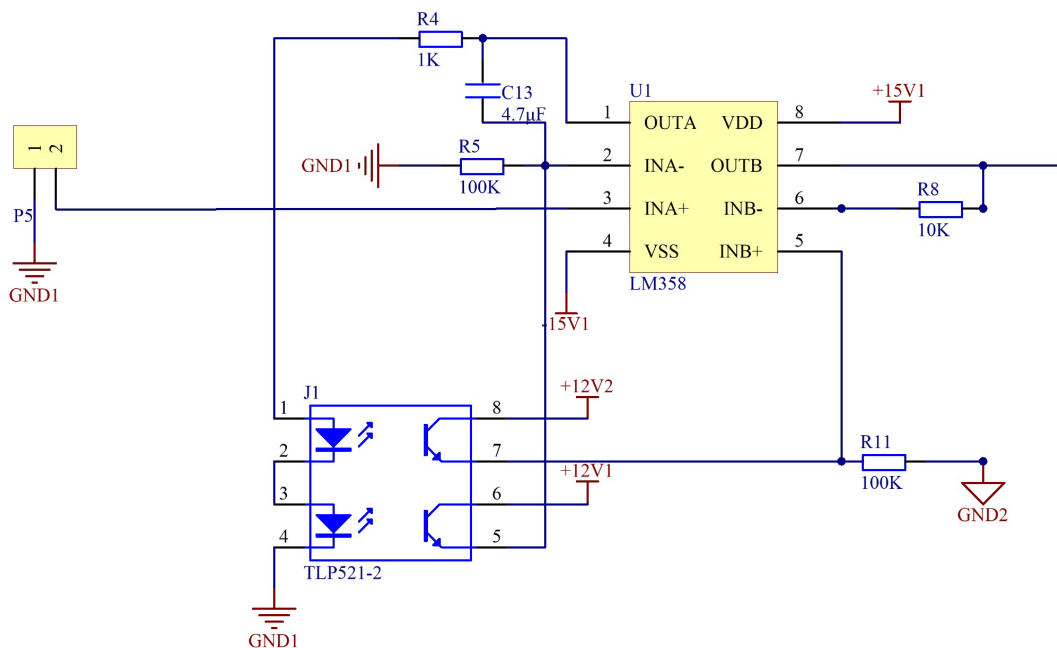 R4
1K
C13
4.7μF
U1
+15V1
1
OUTA
VDD
8
1
2
GND1
R5
100K
2
INA-
OUTB
7
R8
10K
P5
3
INA+
INB-
6
4
VSS
INB+
5
LM358
GND1
-15V1
J1
+12V2
1
8
2
7
R11
100K
+12V1
3
6
GND2
4
5
TLP521-2
GND1